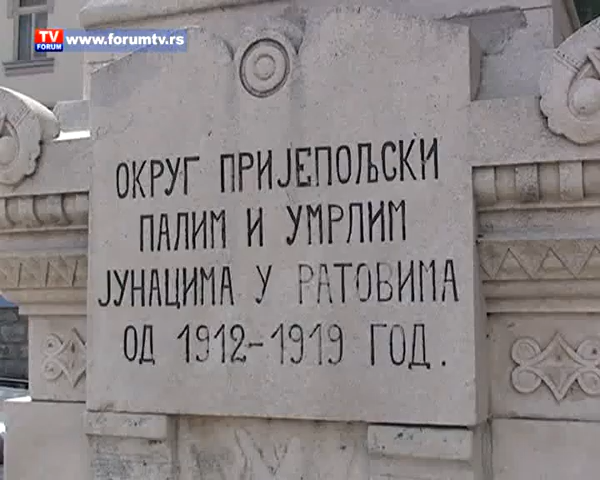 TV FORUM www.forumtv.rs
ОКРУГ ПРИЈЕПОЉСКИ
ПАЛИМ И УМРЛИМ
ЈУНАЦИМА У РАТОВИМА
ОД 1912-1919 ГОД.